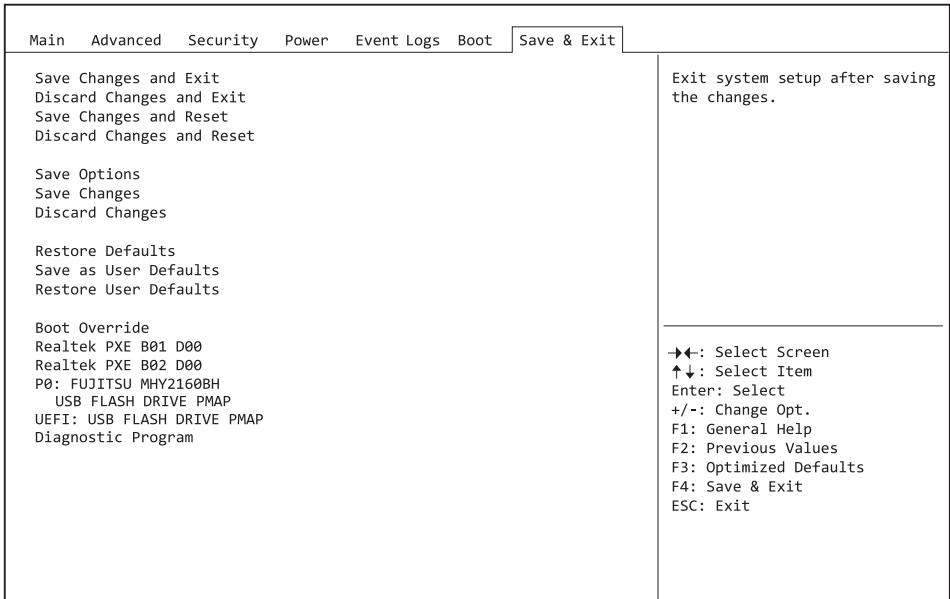 Main Advanced Security Power Event Logs Boot Save & Exit
Save Changes and Exit
Discard Changes and Exit
Save Changes and Reset
Discard Changes and Reset
Save Options
Save Changes
Discard Changes
Restore Defaults
Save as User Defaults
Restore User Defaults
Boot Override
Realtek PXE B01 D00
Realtek PXE B02 D00
P0: FUJITSU MHY2160BH
USB FLASH DRIVE PMAP
UEFI: USB FLASH DRIVE PMAP
Diagnostic Program
Exit system setup after saving
the changes.
→←: Select Screen
↑↓: Select Item
Enter: Select
+/-: Change Opt.
F1: General Help
F2: Previous Values
F3: Optimized Defaults
F4: Save & Exit
ESC: Exit